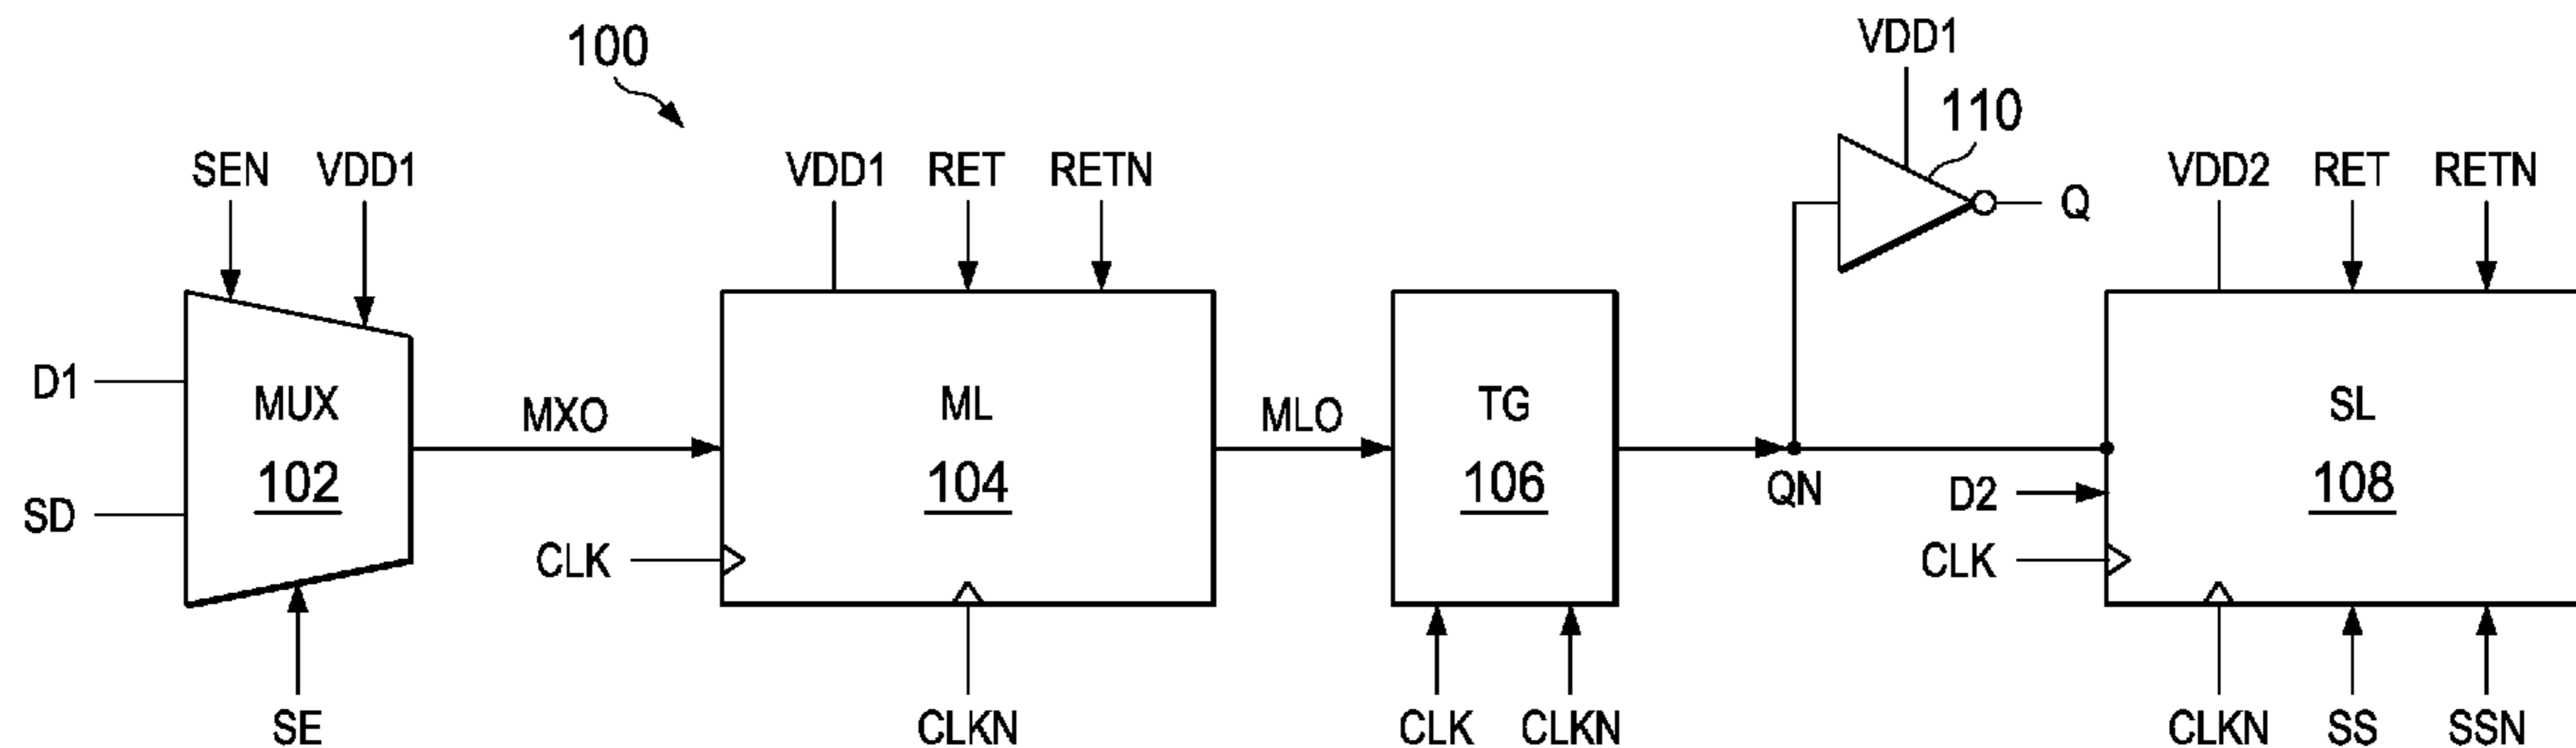 100
VDD1
110
SEN VDD1
VDD1 RET RETN
VDD2 RET RETN
Q
D1
MUX
102
SD
SE
MXO
ML
104
CLK
CLKN
MLO
TG
106
CLK CLKN
QN
D2
CLK
SL
108
CLKN SS SSN